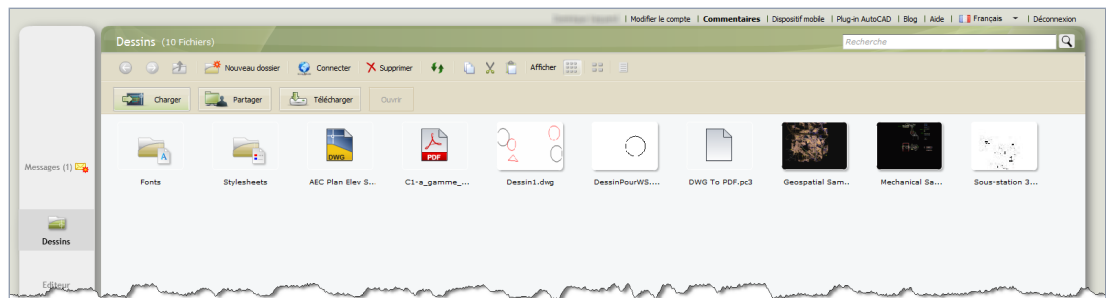 Modifier le compte | Commentaires | Dispositif mobile | Plug-in AutoCAD | Blog | Aide | Français | Déconnexion
Dessins (10 Fichiers)
Recherche
Nouveau dossier Connecter Supprimer Afficher
Charger Partager Télécharger Ouvrir
Messages (1)
A DWG PDF
Fonts Stylesheets AEC Plan Elev S... C1-a_gamme_... Dessin1.dwg DessinPourWS.... DWG To PDF.pc3 Geospatial Sam.. Mechanical Sa... Sous-station 3...
Dessins
Editeur